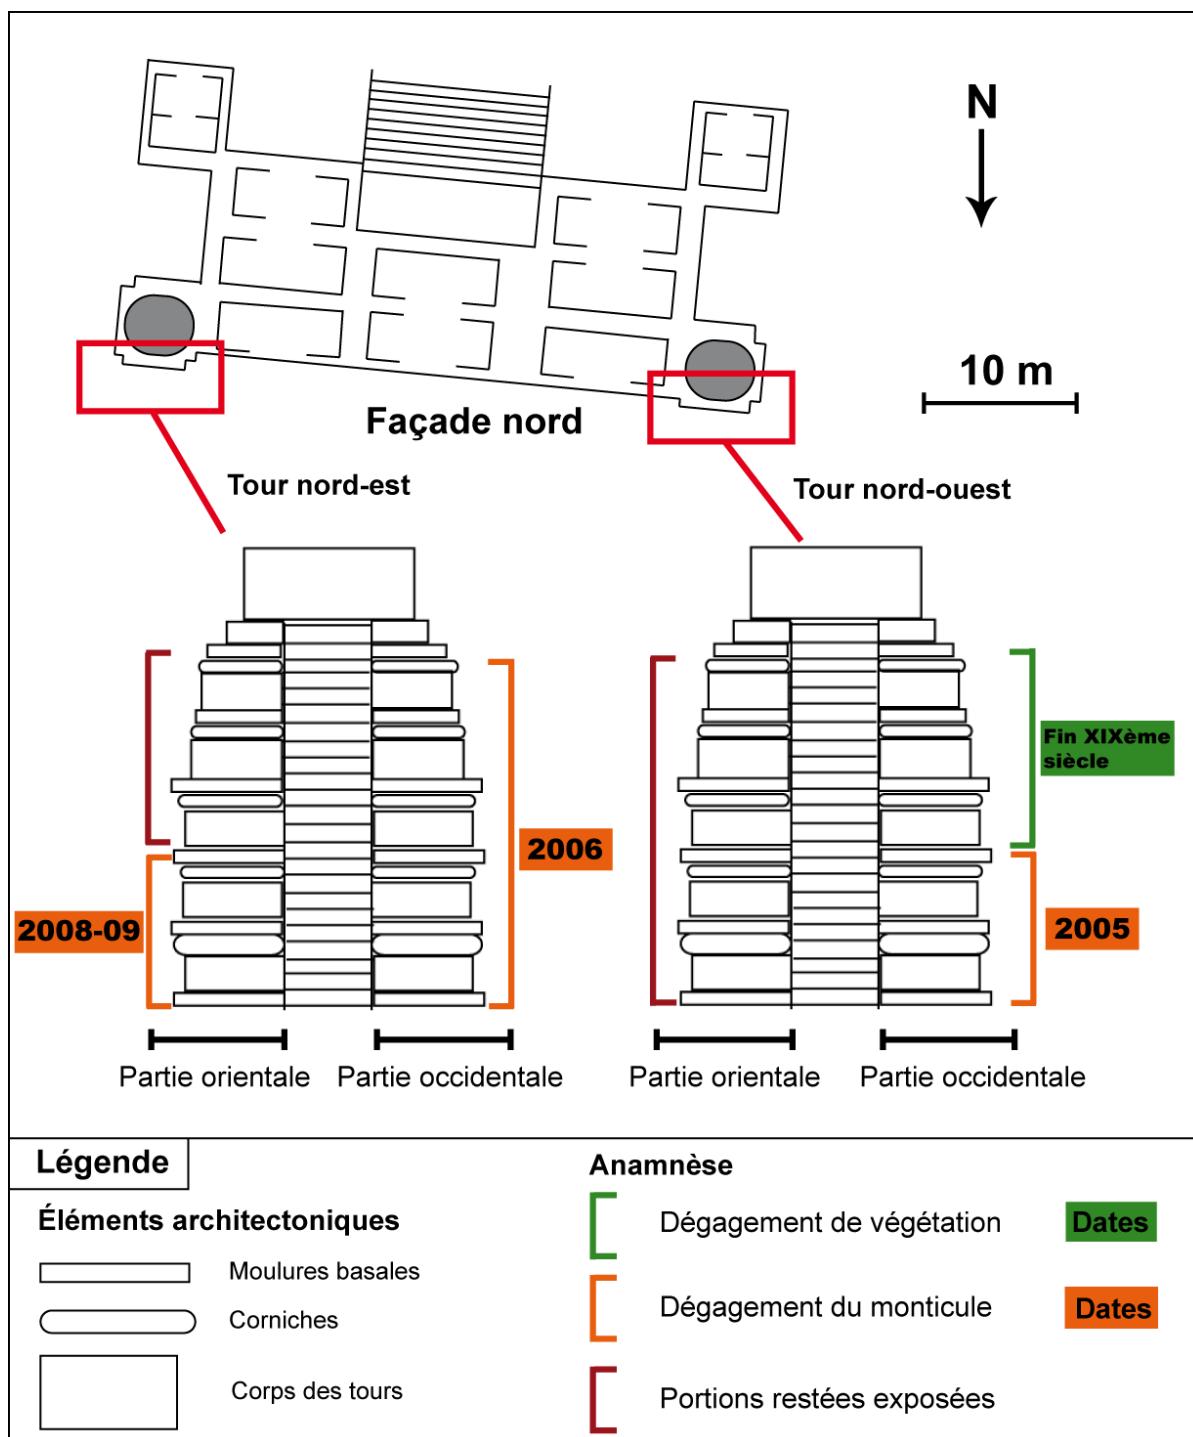 N
10 m
Façade nord
Tour nord-est
Tour nord-ouest
Fin XIXème
siècle
2006
2008-09
2005
Partie orientale
Partie occidentale
Partie orientale
Partie occidentale
Légende
Éléments architectoniques
Moulures basales
Corniches
Corps des tours
Anamnèse
Dégagement de végétation
Dates
Dégagement du monticule
Dates
Portions restées exposées